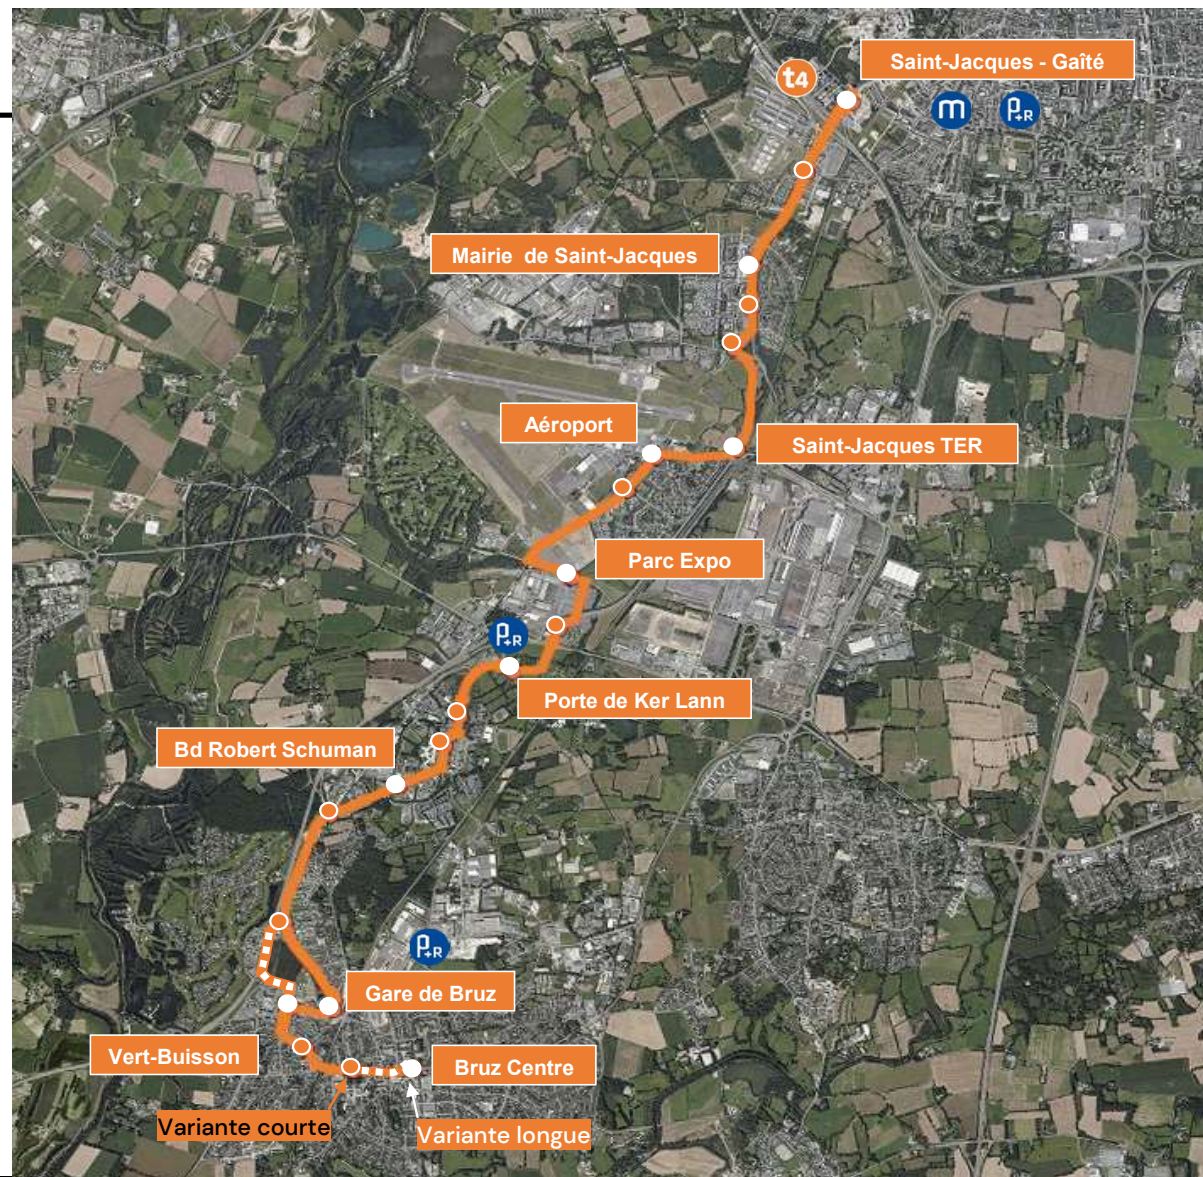 Saint-Jacques - Gaîté
t4
m
P+R
Mairie de Saint-Jacques
Aéroport
Saint-Jacques TER
Parc Expo
P+R
Porte de Ker Lann
Bd Robert Schuman
P+R
Gare de Bruz
Vert-Buisson
Bruz Centre
Variante courte
Variante longue